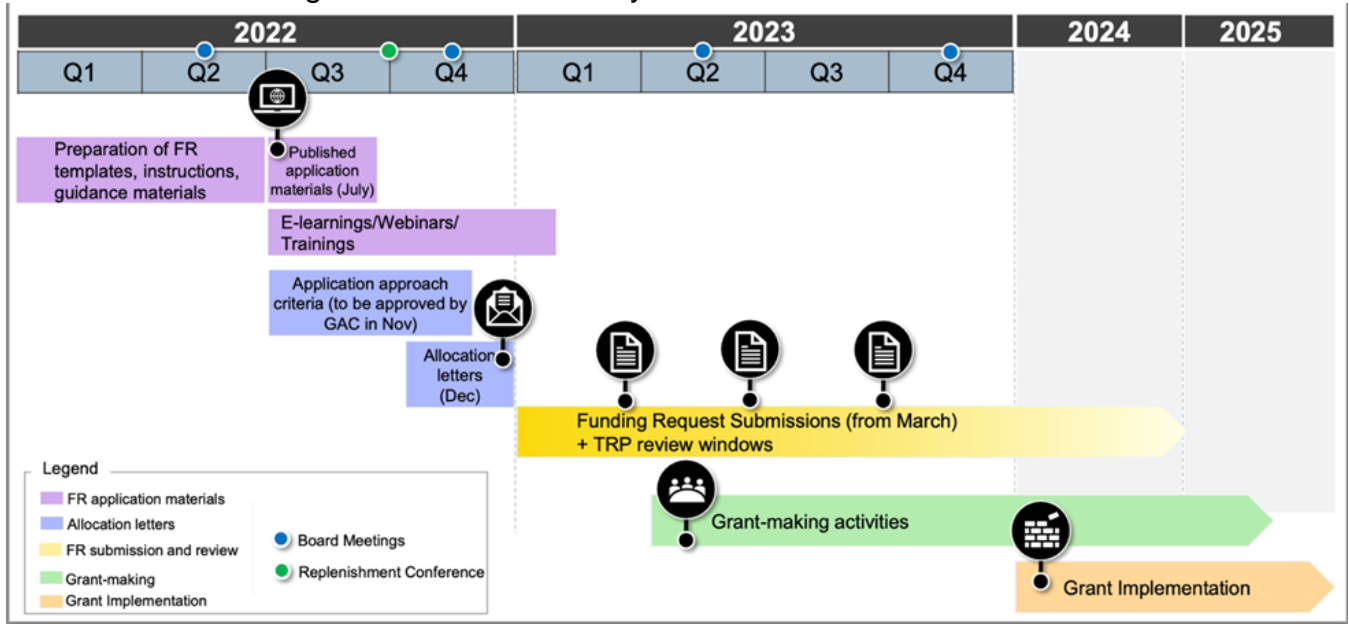 2022
2023
2024
2025
Q1
Q2
Q3
Q4
Q1
Q2
Q3
Q4
Preparation of FR
templates, instructions,
guidance materials
Published
application
materials (July)
E-learnings/Webinars/
Trainings
Application approach
criteria (to be approved by
GAC in Nov)
Allocation
letters
(Dec)
Funding Request Submissions (from March)
+ TRP review windows
Grant-making activities
Grant Implementation
Legend
FR application materials
Allocation letters
FR submission and review
Grant-making
Grant Implementation
Board Meetings
Replenishment Conference